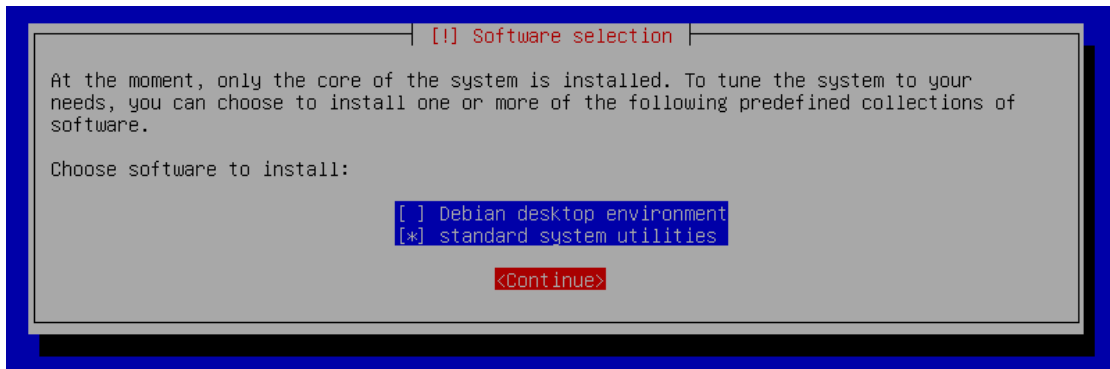 [!] Software selection
At the moment, only the core of the system is installed. To tune the system to your
needs, you can choose to install one or more of the following predefined collections of
software.
Choose software to install:
[ ] Debian desktop environment
[*] standard system utilities
<Continue>